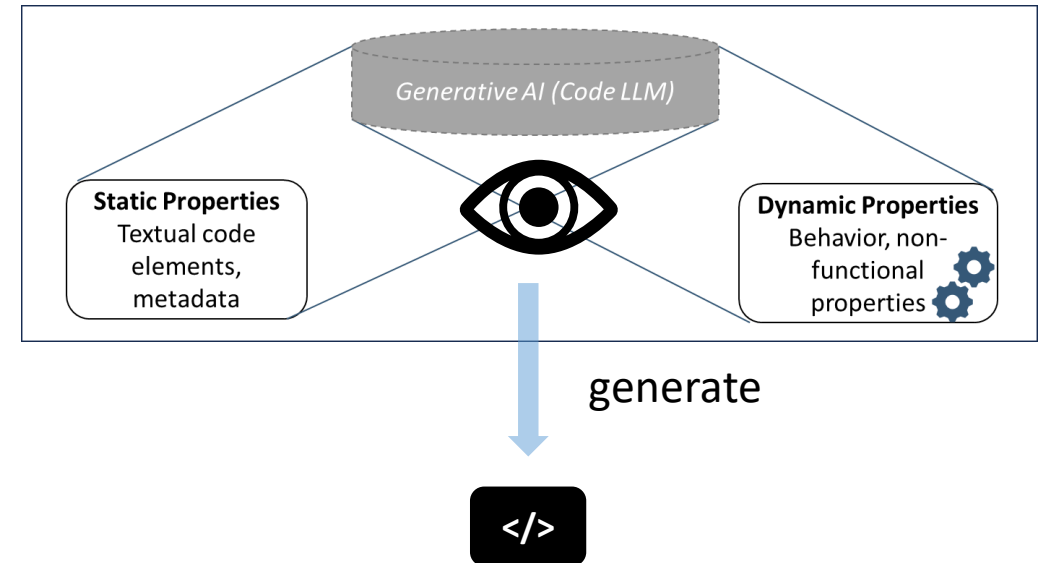 Generative AI (Code LLM)
Static Properties
Textual code
elements,
metadata
Dynamic Properties
Behavior, non-
functional
properties
generate
</>